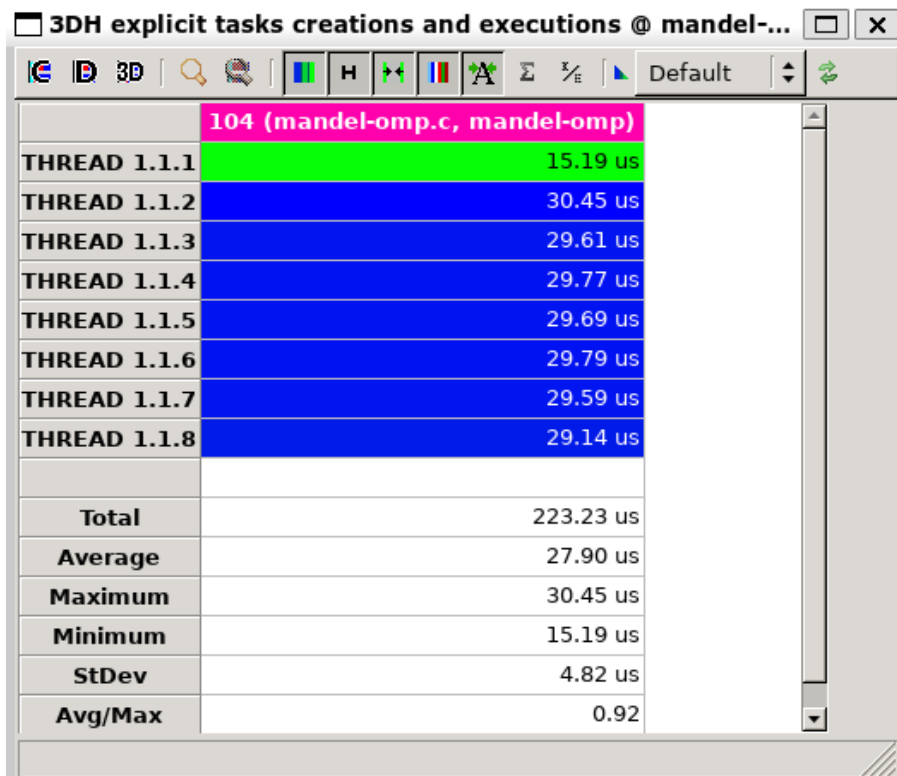 3DH explicit tasks creations and executions @ mandel-...
IC ID 3D H Σ Default
104 (mandel-omp.c, mandel-omp)
THREAD 1.1.1 15.19 us
THREAD 1.1.2 30.45 us
THREAD 1.1.3 29.61 us
THREAD 1.1.4 29.77 us
THREAD 1.1.5 29.69 us
THREAD 1.1.6 29.79 us
THREAD 1.1.7 29.59 us
THREAD 1.1.8 29.14 us
Total 223.23 us
Average 27.90 us
Maximum 30.45 us
Minimum 15.19 us
StDev 4.82 us
Avg/Max 0.92